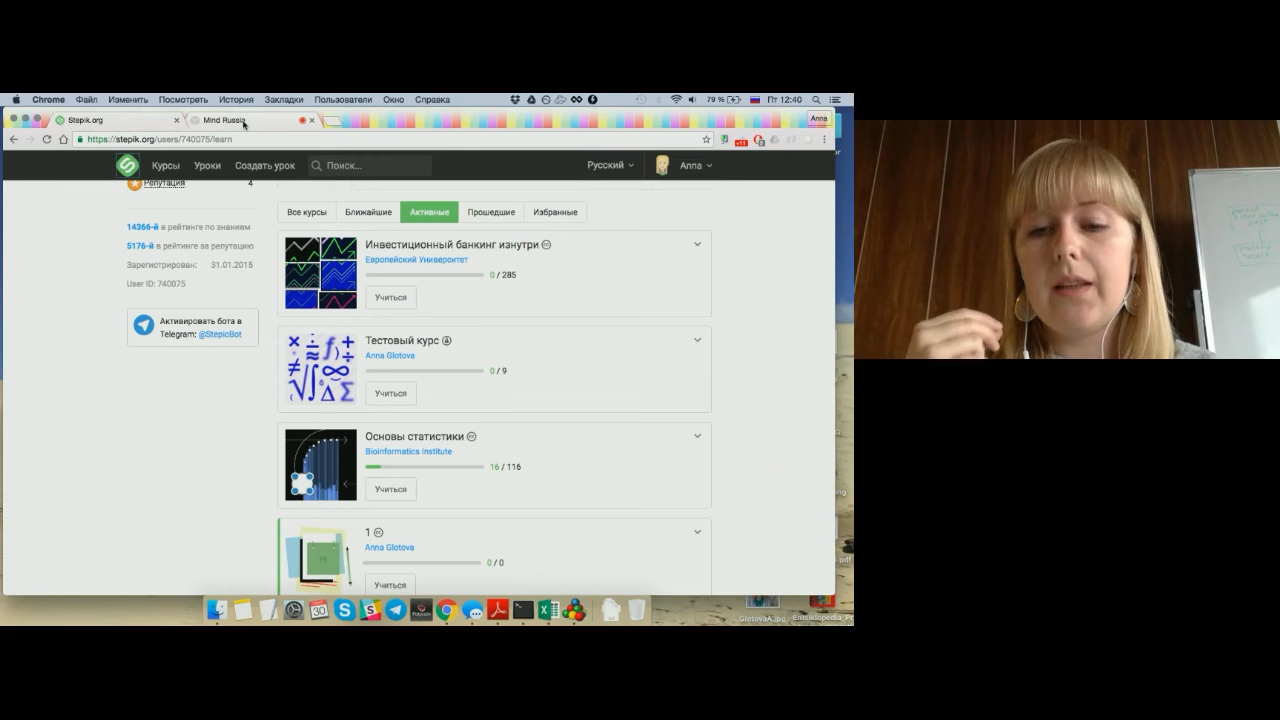 Chrome Файл Изменить Посмотреть История Закладки Пользователи Окно Справка 79 % Пт 12:40
Stepik.org Mind Russia Anna
https://stepik.org/users/740075/learn
Курсы Уроки Создать урок Поиск... Русский Anna
Репутация 4
Все курсы Ближайшие Активные Прошедшие Избранные
14366-й в рейтинге по знаниям
5176-й в рейтинге за репутацию
Зарегистрирован: 31.01.2015
User ID: 740075
Активировать бота в
Telegram: @StepicBot
Инвестиционный банкинг изнутри
Европейский Университет
0 / 285
Учиться
Тестовый курс
Anna Glotova
0 / 9
Учиться
Основы статистики
Bioinformatics Institute
16 / 116
Учиться
1
Anna Glotova
0 / 0
Учиться
GlotovaA.jpg Entsiklopedia_Pr